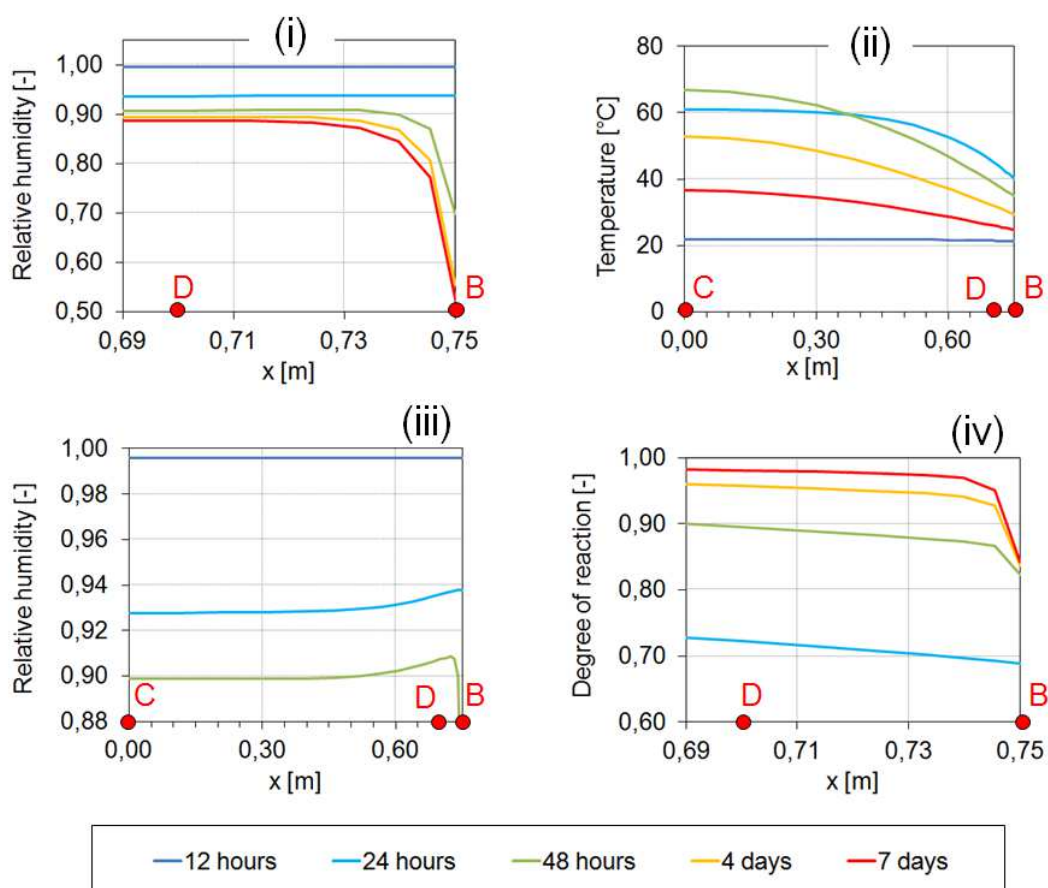 (i)
Relative humidity [-]
1,00
0,90
0,80
0,70
0,60
0,50
D
B
0,69
0,71
0,73
0,75
x [m]
(ii)
Temperature [°C]
80
60
40
20
0
C
D
B
0,00
0,30
0,60
x [m]
(iii)
Relative humidity [-]
1,00
0,98
0,96
0,94
0,92
0,90
0,88
C
D
B
0,00
0,30
0,60
x [m]
(iv)
Degree of reaction [-]
1,00
0,90
0,80
0,70
0,60
D
B
0,69
0,71
0,73
0,75
x [m]
12 hours 24 hours 48 hours 4 days 7 days